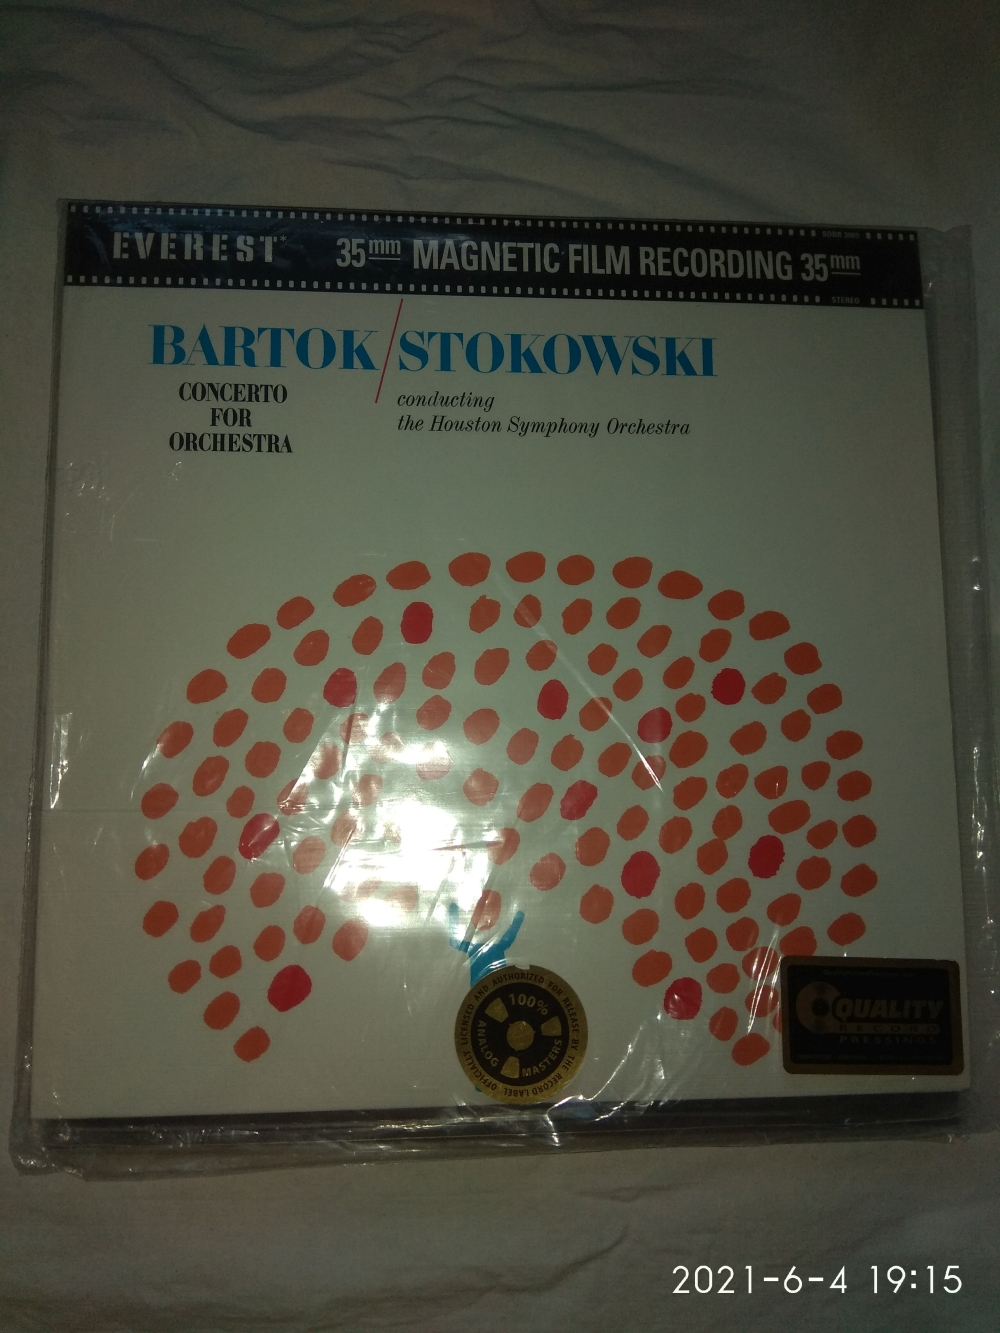 EVEREST*
35mm MAGNETIC FILM RECORDING 35mm
STEREO
BARTOK/STOKOWSKI
CONCERTO
FOR
ORCHESTRA
conducting
the Houston Symphony Orchestra
OFFICIALLY LICENSED AND AUTHORIZED FOR RELEASE BY THE RECORD LABEL
100%
ANALOG MASTERS
QUALITY
RECORD
PRESSINGS
2021-6-4 19:15